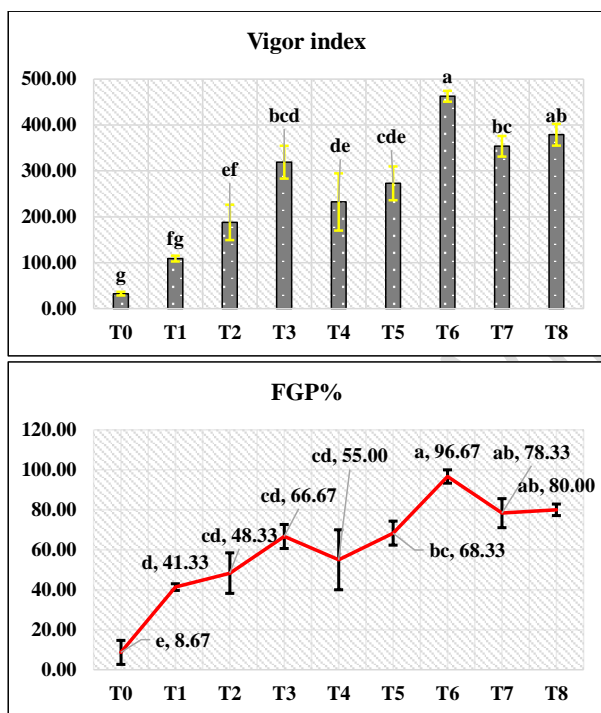 Vigor index
500.00
400.00
300.00
200.00
100.00
0.00
g
fg
ef
bcd
de
cde
a
bc
ab
T0 T1 T2 T3 T4 T5 T6 T7 T8
FGP%
120.00
100.00
80.00
60.00
40.00
20.00
0.00
e, 8.67
d, 41.33
cd, 48.33
cd, 66.67
cd, 55.00
bc, 68.33
a, 96.67
ab, 78.33
ab, 80.00
T0 T1 T2 T3 T4 T5 T6 T7 T8